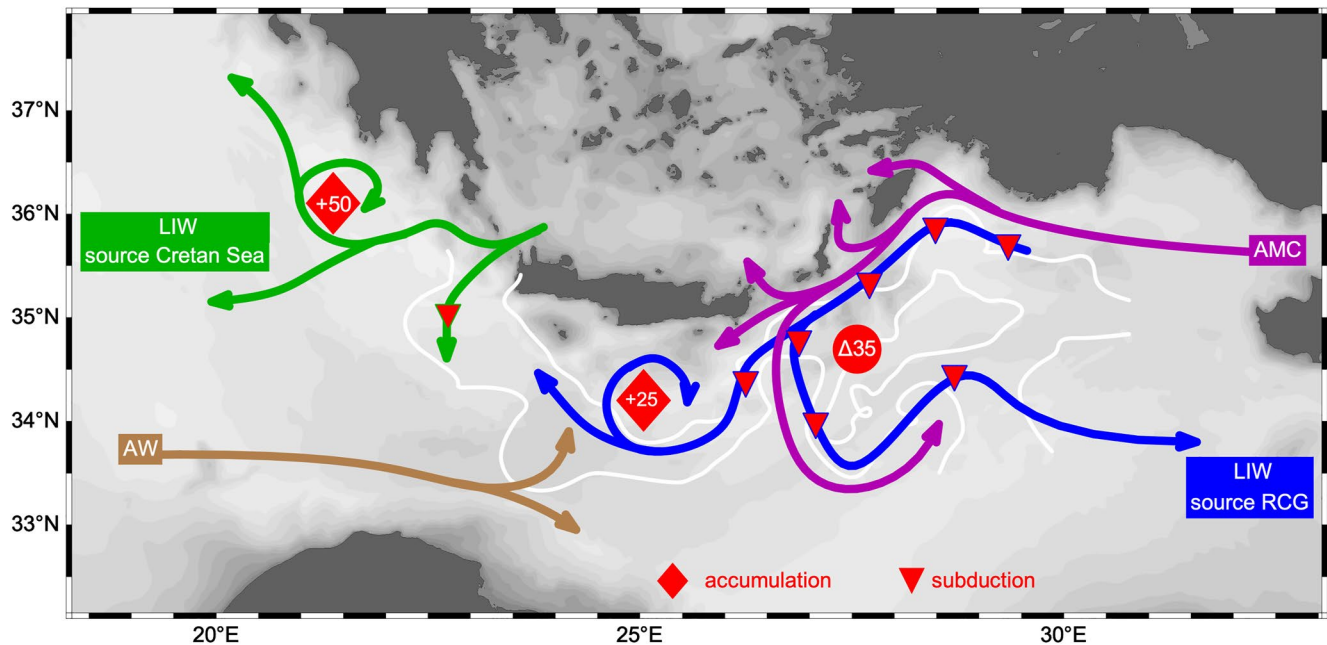 37°N
36°N
35°N
34°N
33°N
+50
LIW
source Cretan Sea
AMC
Δ35
+25
AW
LIW
source RCG
accumulation
subduction
20°E
25°E
30°E